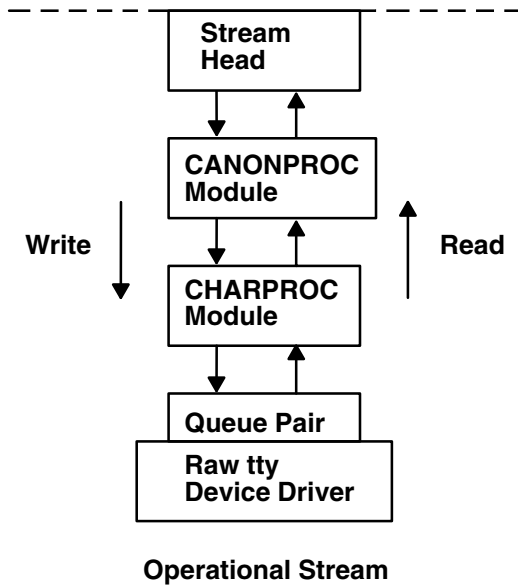 Stream
Head
CANONPROC
Module
Write
Read
CHARPROC
Module
Queue Pair
Raw tty
Device Driver
Operational Stream